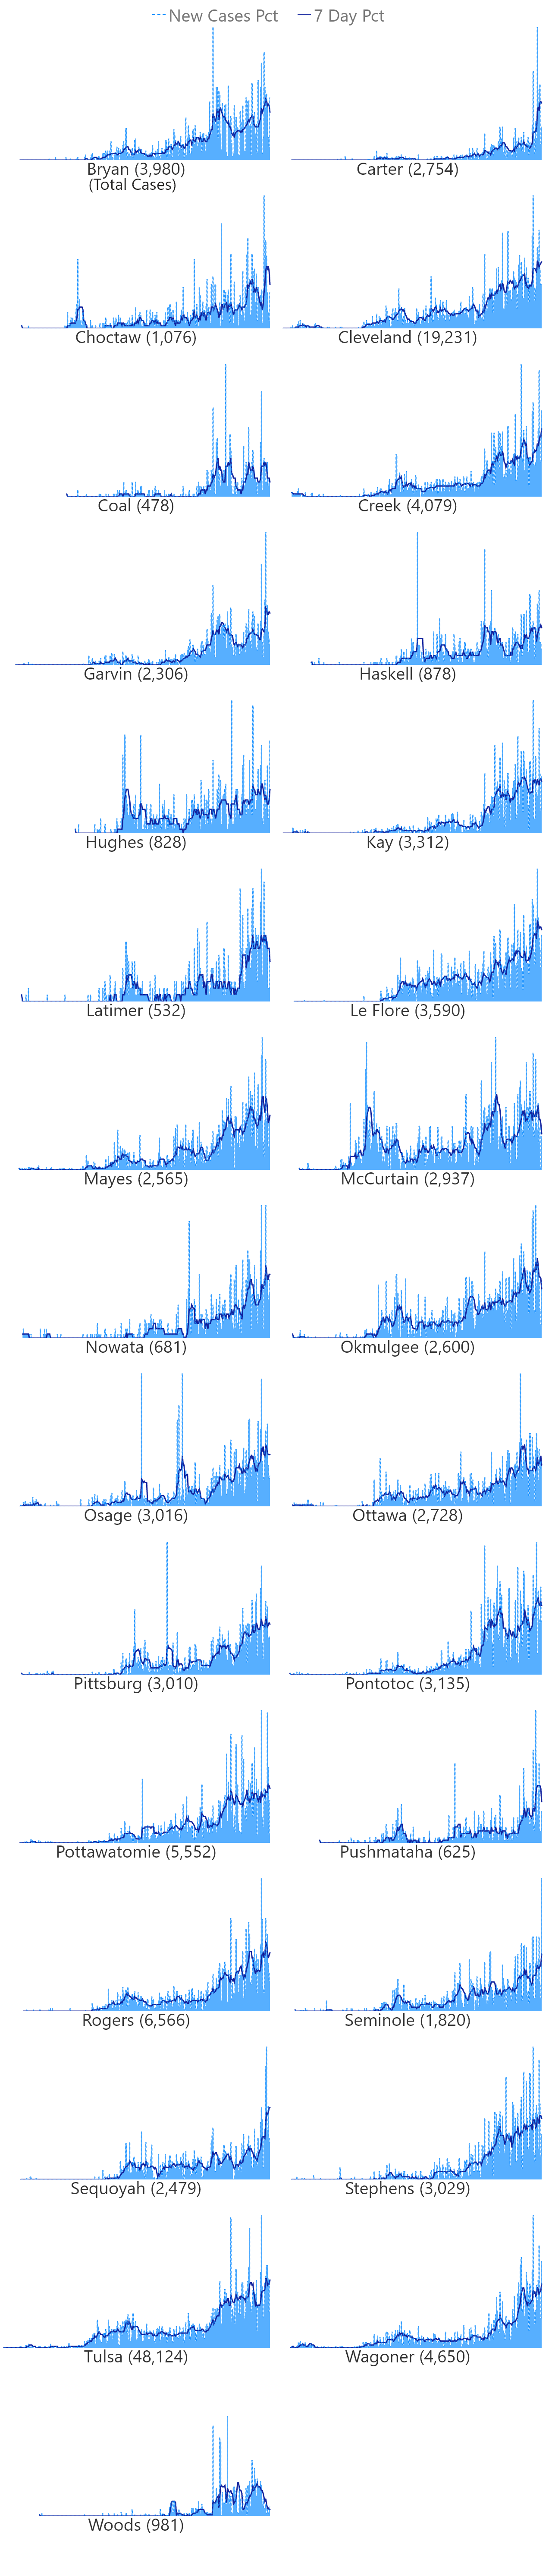 New Cases Pct 7 Day Pct
Bryan (3,980)
(Total Cases)
Carter (2,754)
Choctaw (1,076)
Cleveland (19,231)
Coal (478)
Creek (4,079)
Garvin (2,306)
Haskell (878)
Hughes (828)
Kay (3,312)
Latimer (532)
Le Flore (3,590)
Mayes (2,565)
McCurtain (2,937)
Nowata (681)
Okmulgee (2,600)
Osage (3,016)
Ottawa (2,728)
Pittsburg (3,010)
Pontotoc (3,135)
Pottawatomie (5,552)
Pushmataha (625)
Rogers (6,566)
Seminole (1,820)
Sequoyah (2,479)
Stephens (3,029)
Tulsa (48,124)
Wagoner (4,650)
Woods (981)